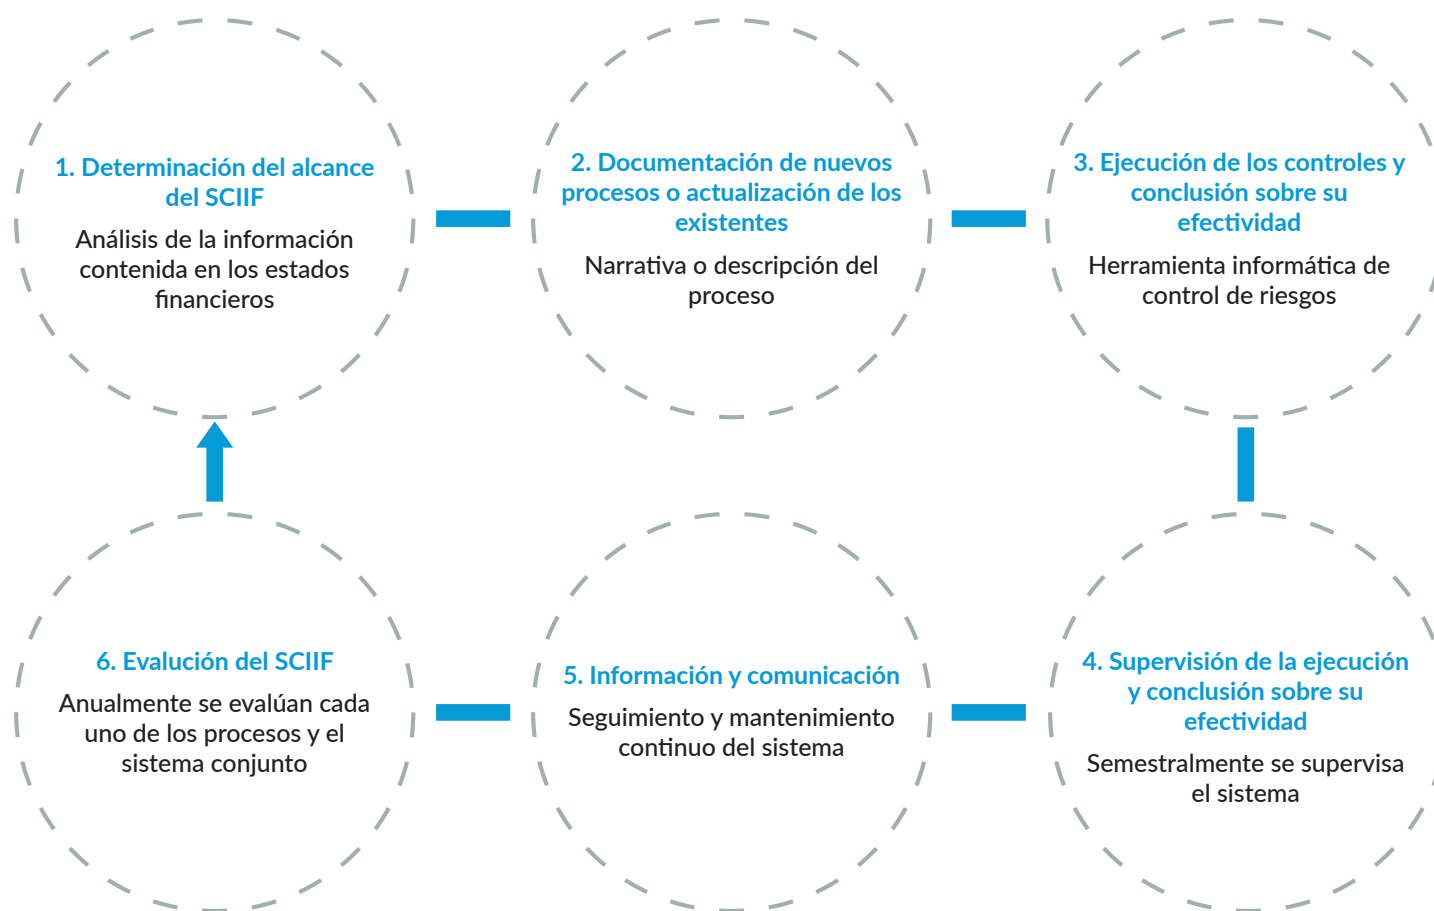 1. Determinación del alcance
del SCIIF
Análisis de la información
contenida en los estados
financieros
2. Documentación de nuevos
procesos o actualización de los
existentes
Narrativa o descripción del
proceso
3. Ejecución de los controles y
conclusión sobre su
efectividad
Herramienta informática de
control de riesgos
4. Supervisión de la ejecución
y conclusión sobre su
efectividad
Semestralmente se supervisa
el sistema
5. Información y comunicación
Seguimiento y mantenimiento
continuo del sistema
6. Evalución del SCIIF
Anualmente se evalúan cada
uno de los procesos y el
sistema conjunto